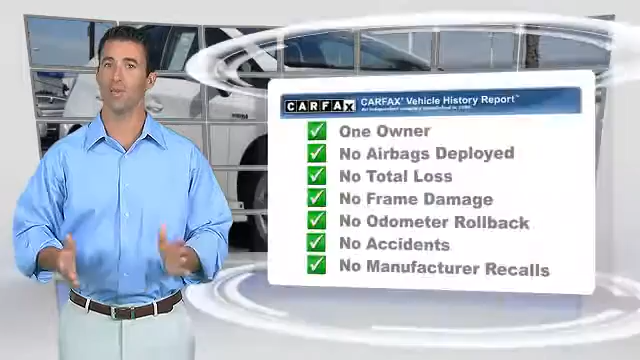 CARFAX CARFAX® Vehicle History Report™
One Owner
No Airbags Deployed
No Total Loss
No Frame Damage
No Odometer Rollback
No Accidents
No Manufacturer Recalls